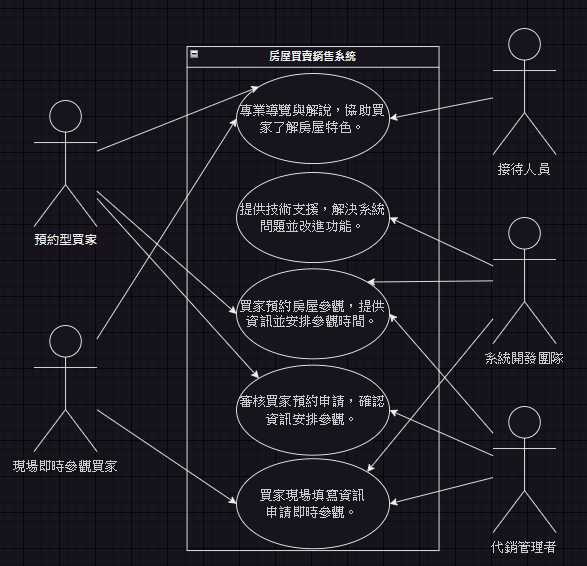 房屋買賣銷售系統
專業導覽與解說，協助買
家了解房屋特色。
接待人員
預約型買家
提供技術支援，解決系統
問題並改進功能。
買家預約房屋參觀，提供
資訊並安排參觀時間。
系統開發團隊
審核買家預約申請，確認
資訊安排參觀。
現場即時參觀買家
買家現場填寫資訊
申請即時參觀。
代銷管理者